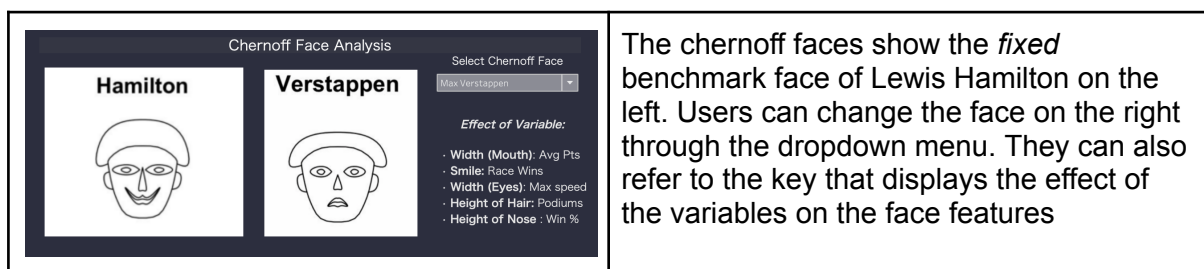 Chernoff Face Analysis
Hamilton
Verstappen
Select Chernoff Face
Max Verstappen
Effect of Variable:
· Width (Mouth): Avg Pts
· Smile: Race Wins
· Width (Eyes): Max speed
· Height of Hair: Podiums
· Height of Nose : Win %
The chernoff faces show the fixed
benchmark face of Lewis Hamilton on the
left. Users can change the face on the right
through the dropdown menu. They can also
refer to the key that displays the effect of
the variables on the face features